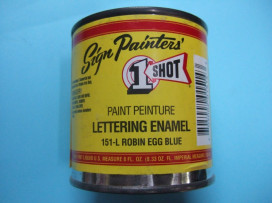 Sign Painters'
1 SHOT
PAINT PEINTURE
LETTERING ENAMEL
151-L ROBIN EGG BLUE